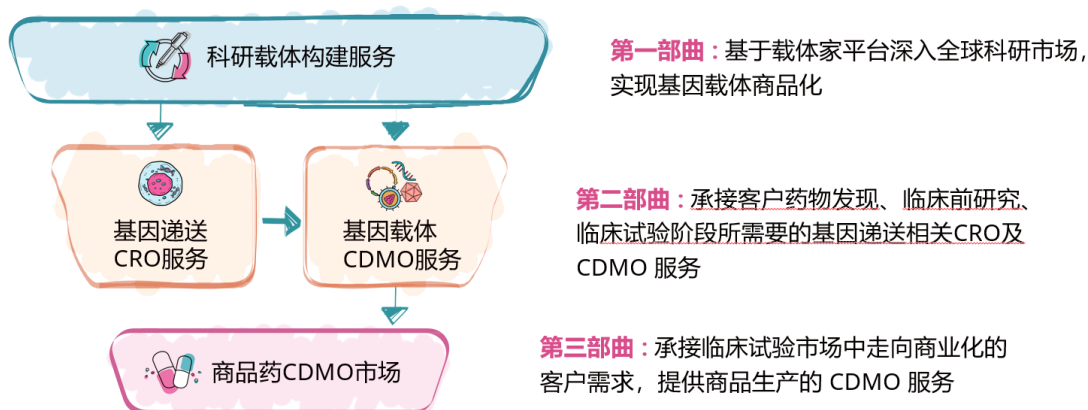 科研载体构建服务
第一部曲：基于载体家平台深入全球科研市场，
实现基因载体商品化
基因递送
CRO服务
基因载体
CDMO服务
第二部曲：承接客户药物发现、临床前研究、
临床试验阶段所需要的基因递送相关CRO及
CDMO 服务
商品药CDMO市场
第三部曲：承接临床试验市场中走向商业化的
客户需求，提供商品生产的 CDMO 服务